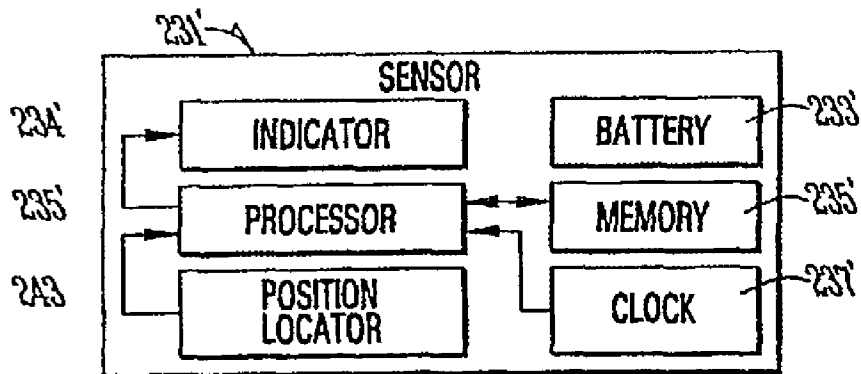 231'
SENSOR
234' INDICATOR BATTERY 233'
235' PROCESSOR MEMORY 235'
243 POSITION LOCATOR CLOCK 237'